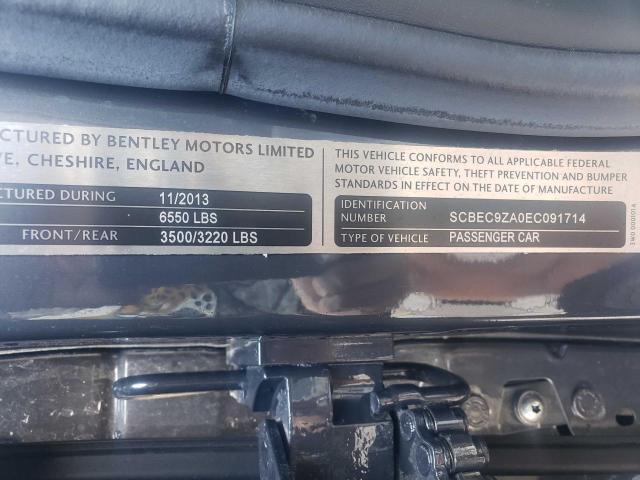 CTURED BY BENTLEY MOTORS LIMITED
VE, CHESHIRE, ENGLAND
CTURED DURING 11/2013
6550 LBS
FRONT/REAR 3500/3220 LBS
THIS VEHICLE CONFORMS TO ALL APPLICABLE FEDERAL
MOTOR VEHICLE SAFETY, THEFT PREVENTION AND BUMPER
STANDARDS IN EFFECT ON THE DATE OF MANUFACTURE
IDENTIFICATION
NUMBER SCBEC9ZA0EC091714
TYPE OF VEHICLE PASSENGER CAR